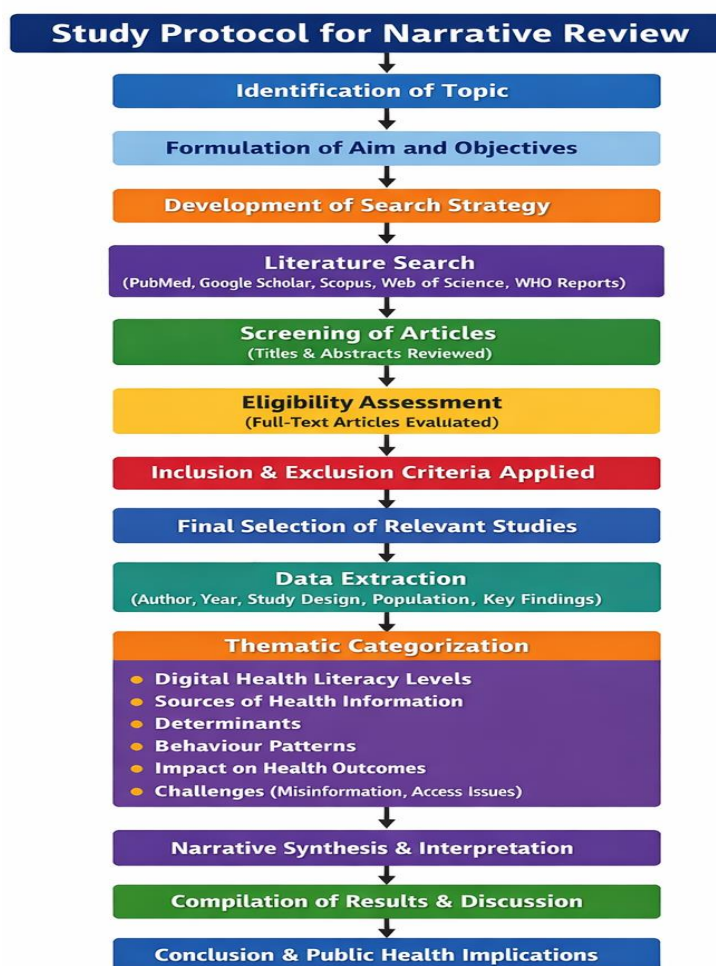 Study Protocol for Narrative Review
Identification of Topic
Formulation of Aim and Objectives
Development of Search Strategy
Literature Search
(PubMed, Google Scholar, Scopus, Web of Science, WHO Reports)
Screening of Articles
(Titles & Abstracts Reviewed)
Eligibility Assessment
(Full-Text Articles Evaluated)
Inclusion & Exclusion Criteria Applied
Final Selection of Relevant Studies
Data Extraction
(Author, Year, Study Design, Population, Key Findings)
Thematic Categorization
Digital Health Literacy Levels
Sources of Health Information
Determinants
Behaviour Patterns
Impact on Health Outcomes
Challenges (Misinformation, Access Issues)
Narrative Synthesis & Interpretation
Compilation of Results & Discussion
Conclusion & Public Health Implications